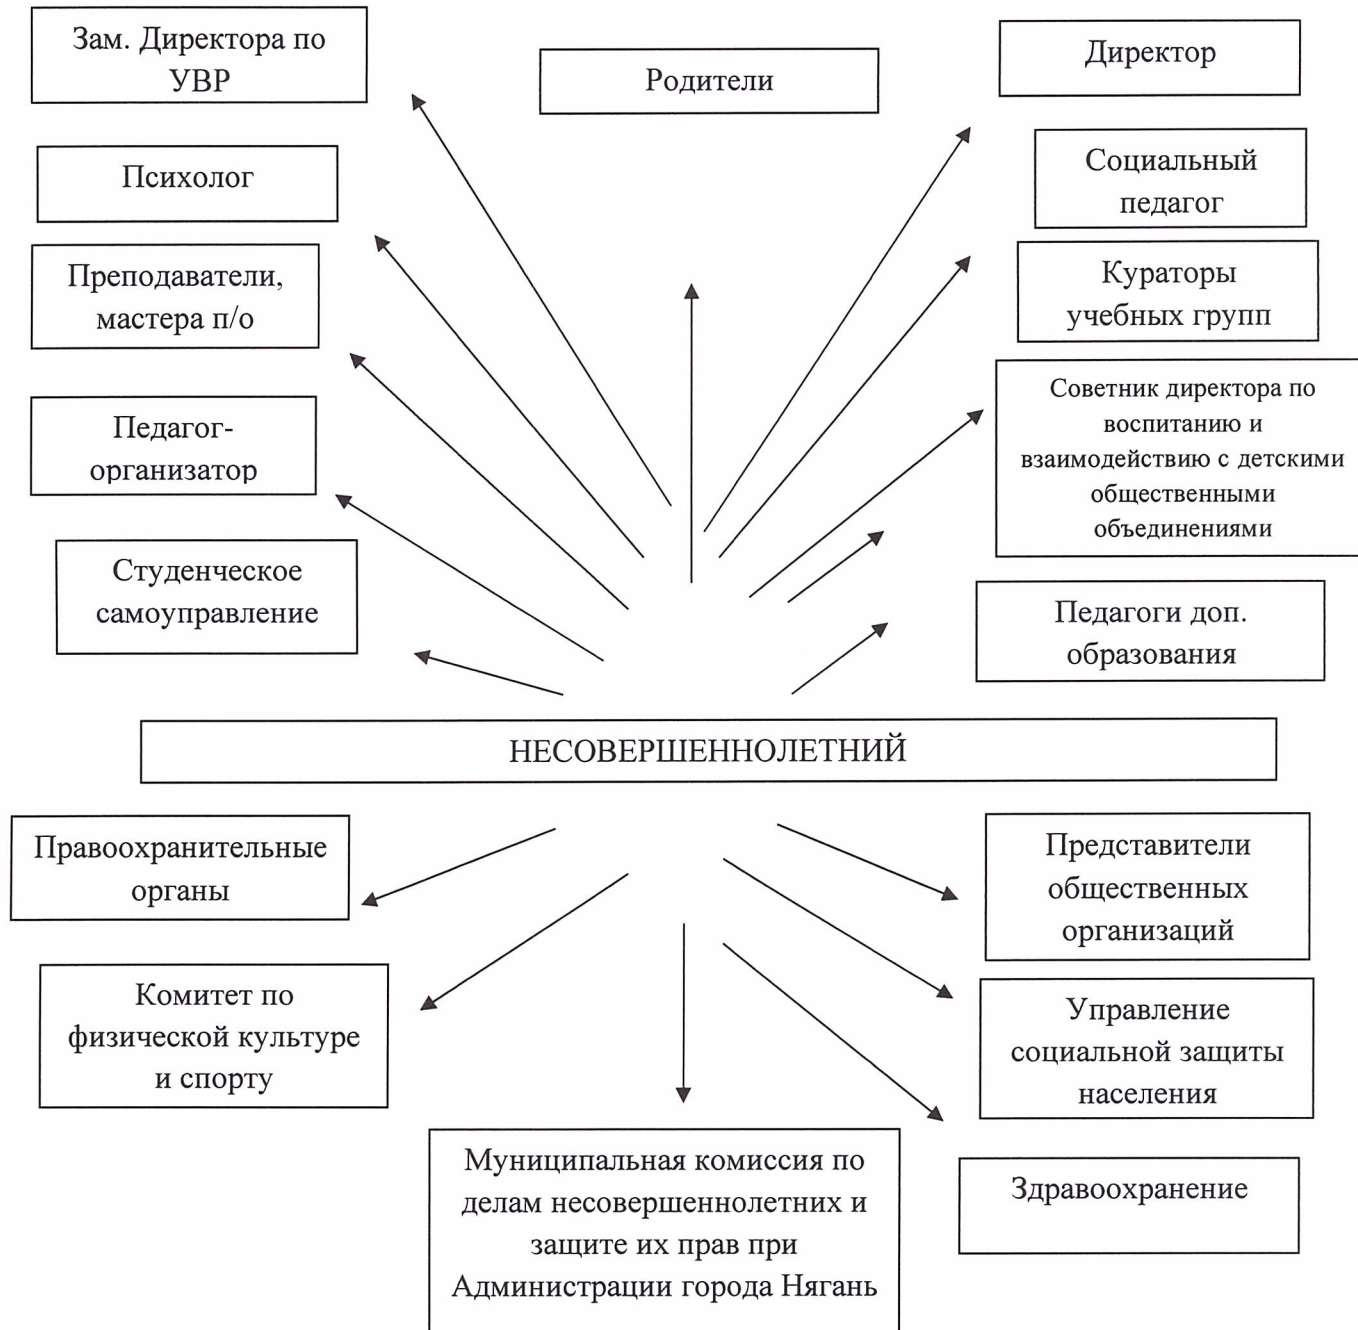 Зам. Директора по
УВР
Родители
Директор
Психолог
Социальный
педагог
Преподаватели,
мастера п/о
Кураторы
учебных групп
Педагог-
организатор
Советник директора по
воспитанию и
взаимодействию с детскими
общественными
объединениями
Студенческое
самоуправление
Педагоги доп.
образования
НЕСОВЕРШЕННОЛЕТНИЙ
Правоохранительные
органы
Представители
общественных
организаций
Комитет по
физической культуре
и спорту
Управление
социальной защиты
населения
Муниципальная комиссия по
делам несовершеннолетних и
защите их прав при
Администрации города Нягань
Здравоохранение